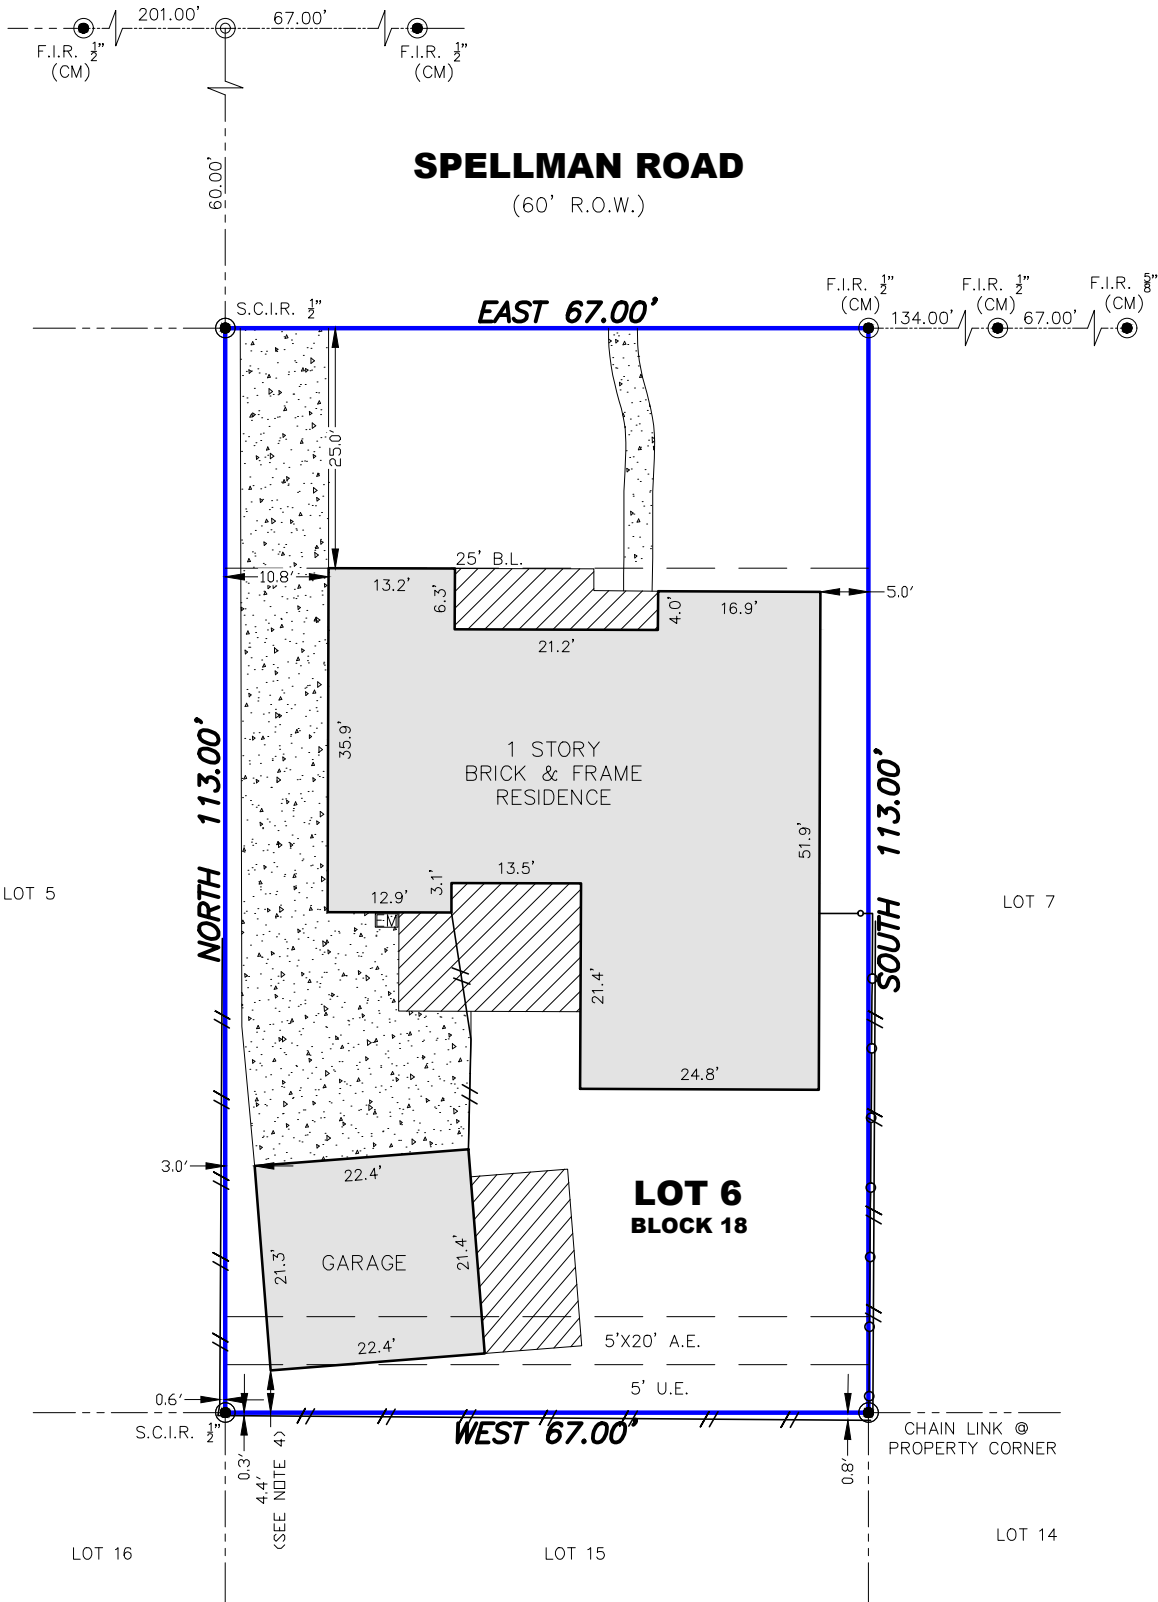 201.00'
67.00'
F.I.R. 1/2"
(CM)
F.I.R. 1/2"
(CM)
60.00'
SPELLMAN ROAD
(60' R.O.W.)
S.C.I.R. 1/2"
EAST 67.00'
F.I.R. 1/2"
(CM)
F.I.R. 1/2"
(CM)
F.I.R. 5/8
(CM)
134.00'
67.00'
25.0'
25' B.L.
10.8'
13.2'
6.3'
4.0'
16.9'
5.0'
21.2'
35.9'
1 STORY
BRICK & FRAME
RESIDENCE
NORTH 113.00'
SOUTH 113.00'
51.9'
13.5'
3.1'
12.9'
EM
LOT 5
LOT 7
21.4'
24.8'
3.0'
22.4'
LOT 6
BLOCK 18
21.3'
GARAGE
21.4'
22.4'
5'X20' A.E.
5' U.E.
0.6'
S.C.I.R. 1/2"
WEST 67.00'
CHAIN LINK @
PROPERTY CORNER
0.3'
4.4'
(SEE NOTE 4)
0.8'
LOT 16
LOT 15
LOT 14